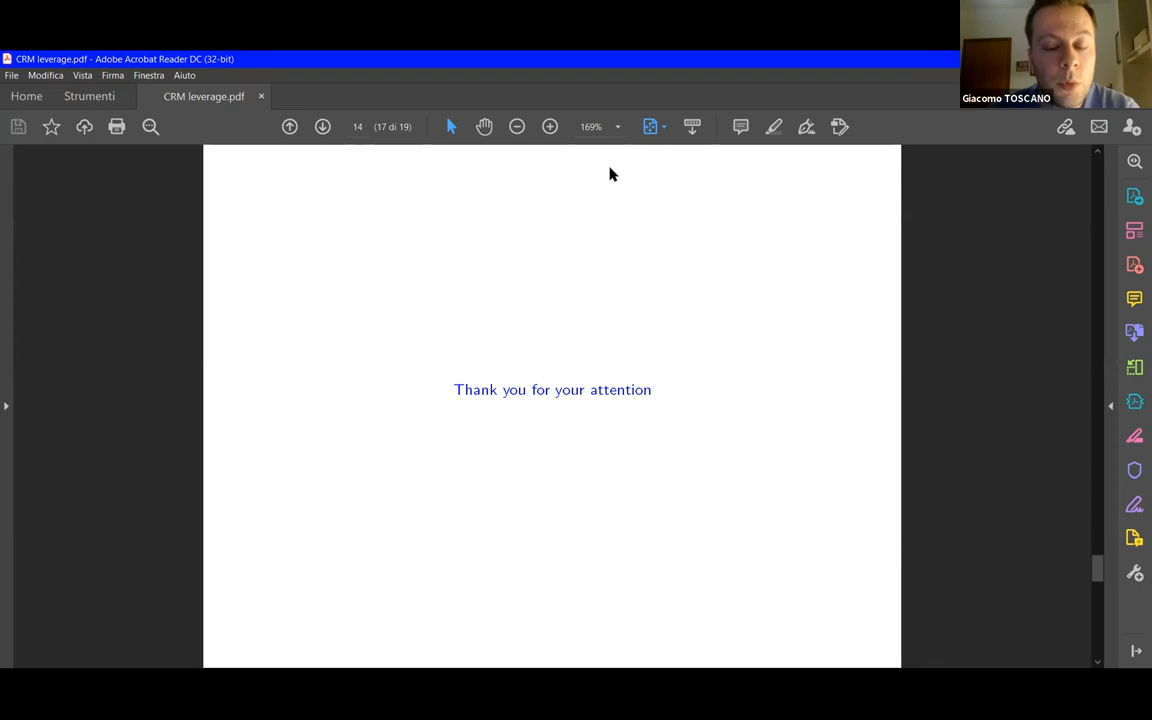 CRM leverage.pdf - Adobe Acrobat Reader DC (32-bit)
File Modifica Vista Firma Finestra Aiuto
Home Strumenti CRM leverage.pdf ×
14 (17 di 19) 169%
Giacomo TOSCANO
Thank you for your attention